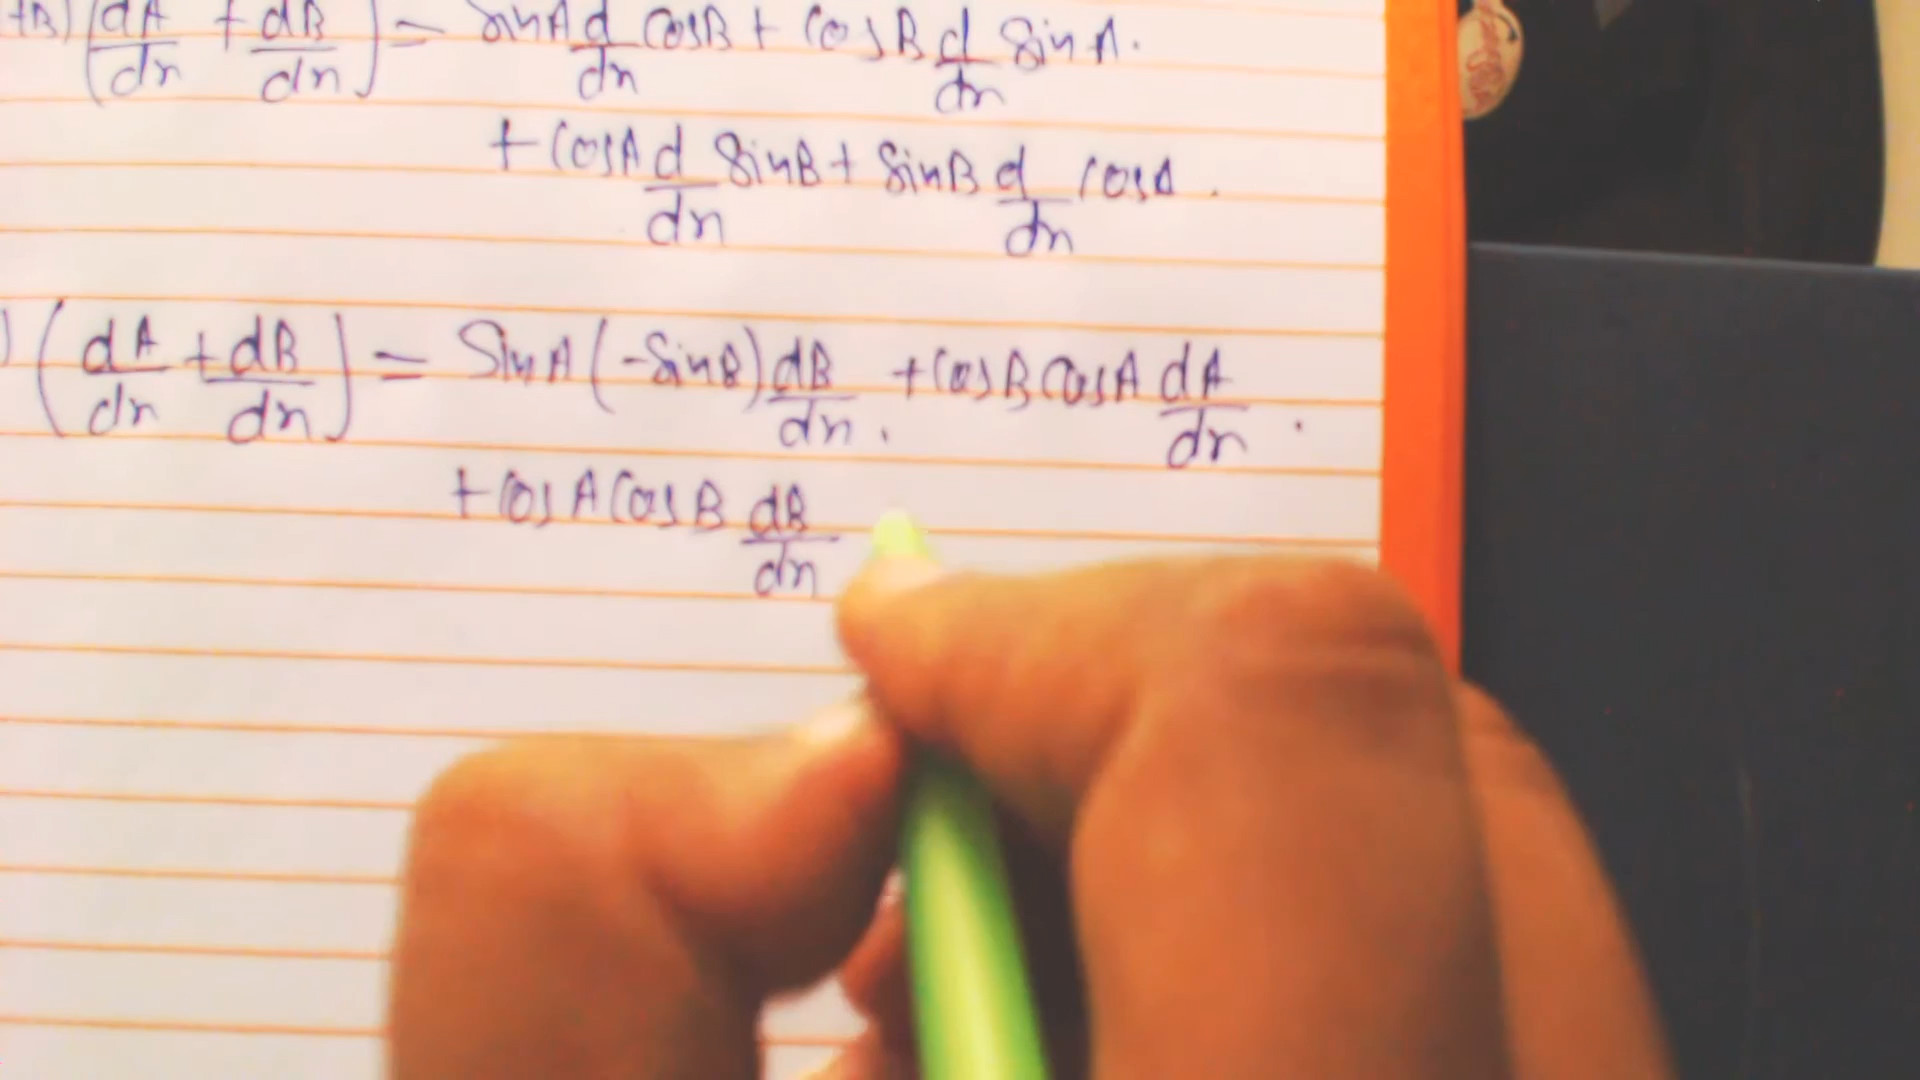 +B) (dA/dx + dB/dx) = sinA d/dx cosB + cosB d/dx sinA.
+ cosA d/dx sinB + sinB d/dx cosA.
) (dA/dx + dB/dx) = sinA (-sinB) dB/dx. + cosB cosA dA/dx.
+ cosA cosB dB/dx